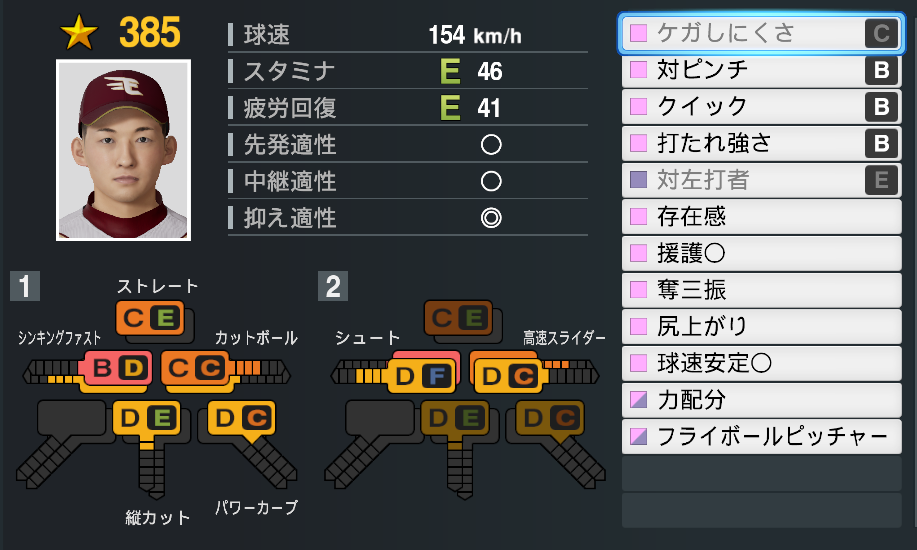 385
球速 154 km/h
スタミナ E 46
疲労回復 E 41
先発適性 ○
中継適性 ○
抑え適性 ◎
1
ストレート
C E
シンキングファスト
B D
カットボール
C C
D E
縦カット
D C
パワーカーブ
2
C E
シュート
D F
高速スライダー
D C
D E
D C
ケガしにくさ C
対ピンチ B
クイック B
打たれ強さ B
対左打者 E
存在感
援護○
奪三振
尻上がり
球速安定○
力配分
フライボールピッチャー